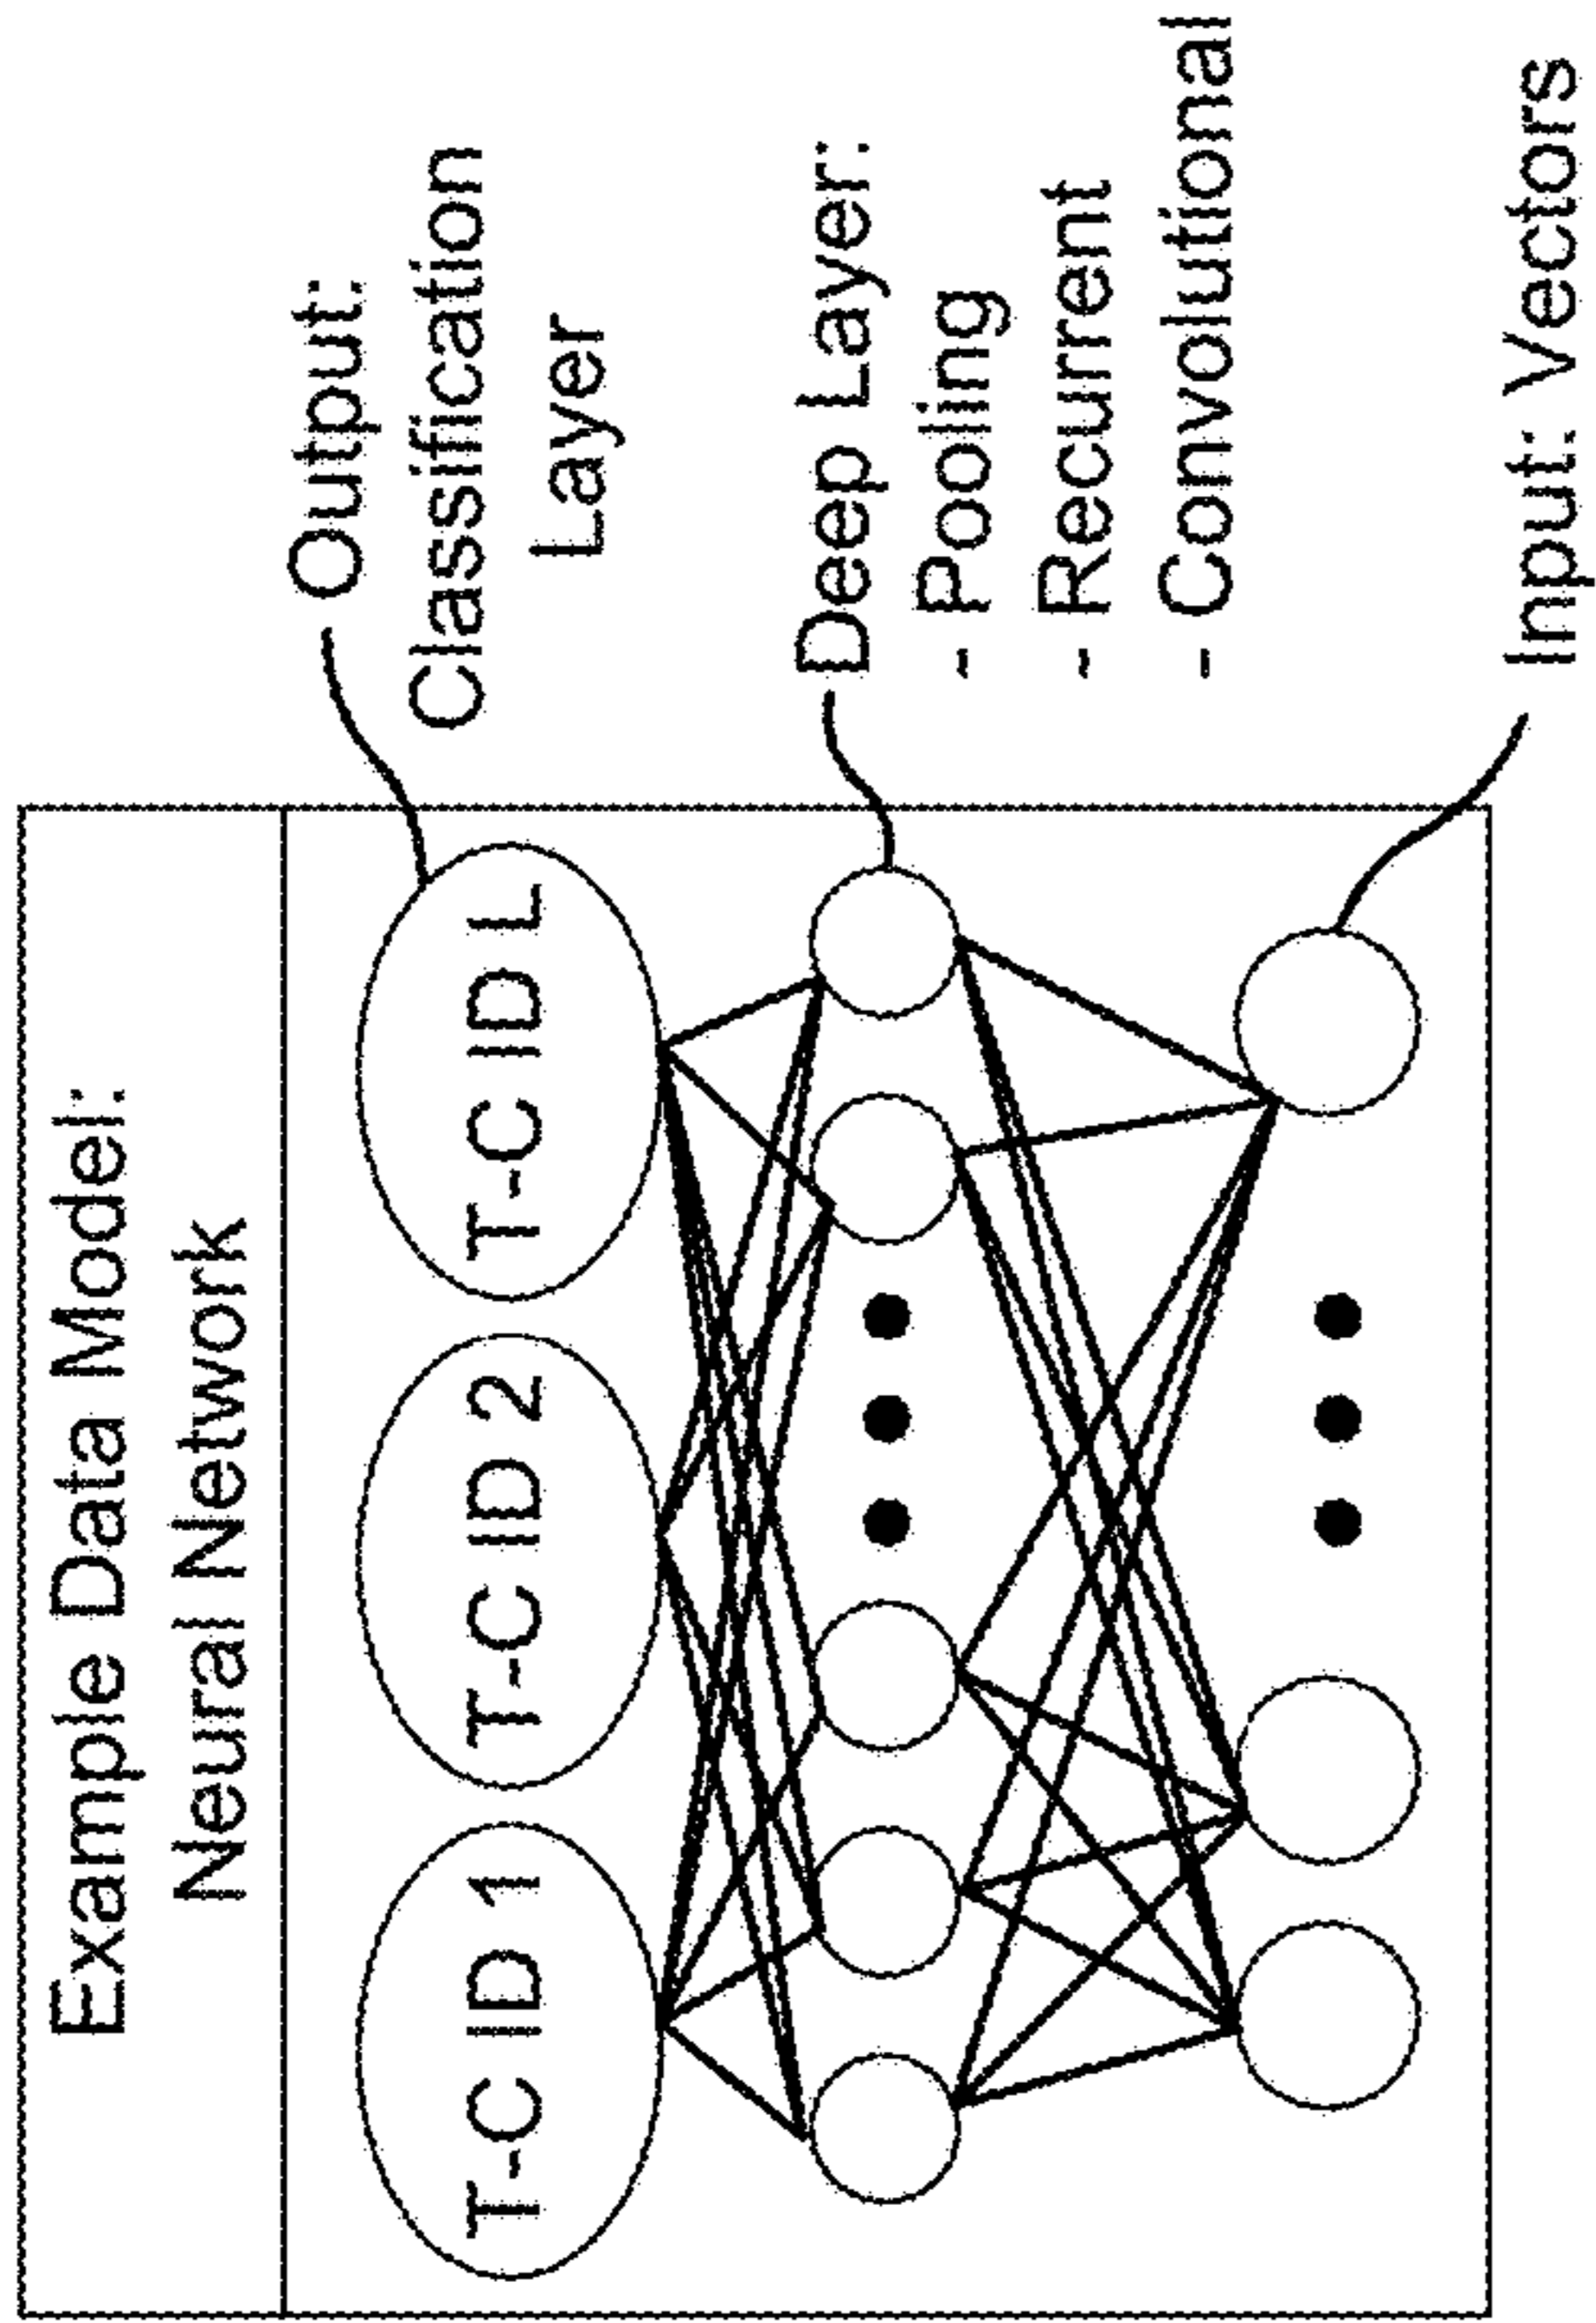 Example Data Model:
Neural Network
T-C ID 1
T-C ID 2
T-C ID L
Output:
Classification
Layer
Deep Layer:
- Pooling
- Recurrent
- Convolutional
Input: Vectors